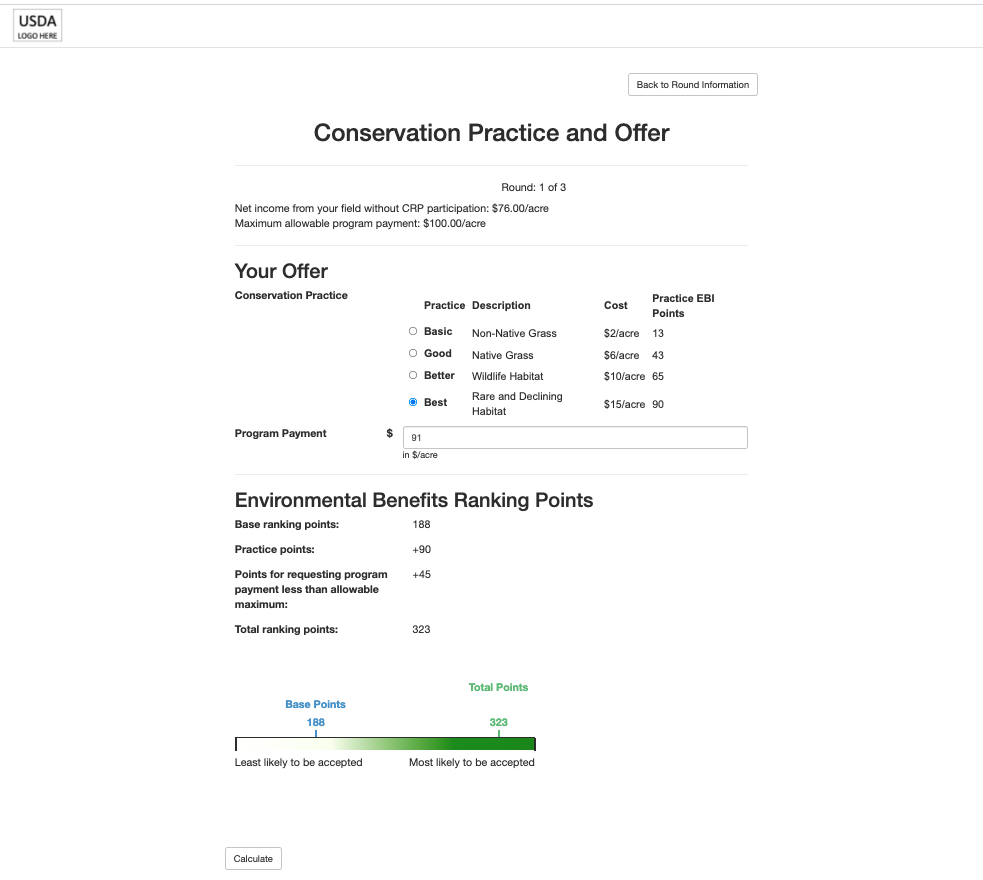 USDA
LOGO HERE
Back to Round Information
Conservation Practice and Offer
Round: 1 of 3
Net income from your field without CRP participation: $76.00/acre
Maximum allowable program payment: $100.00/acre
Your Offer
Conservation Practice
Practice Description Cost Practice EBI Points
Basic Non-Native Grass $2/acre 13
Good Native Grass $6/acre 43
Better Wildlife Habitat $10/acre 65
Best Rare and Declining Habitat $15/acre 90
Program Payment $ 91
in $/acre
Environmental Benefits Ranking Points
Base ranking points: 188
Practice points: +90
Points for requesting program +45
payment less than allowable
maximum:
Total ranking points: 323
Total Points
Base Points
188 323
Least likely to be accepted Most likely to be accepted
Calculate